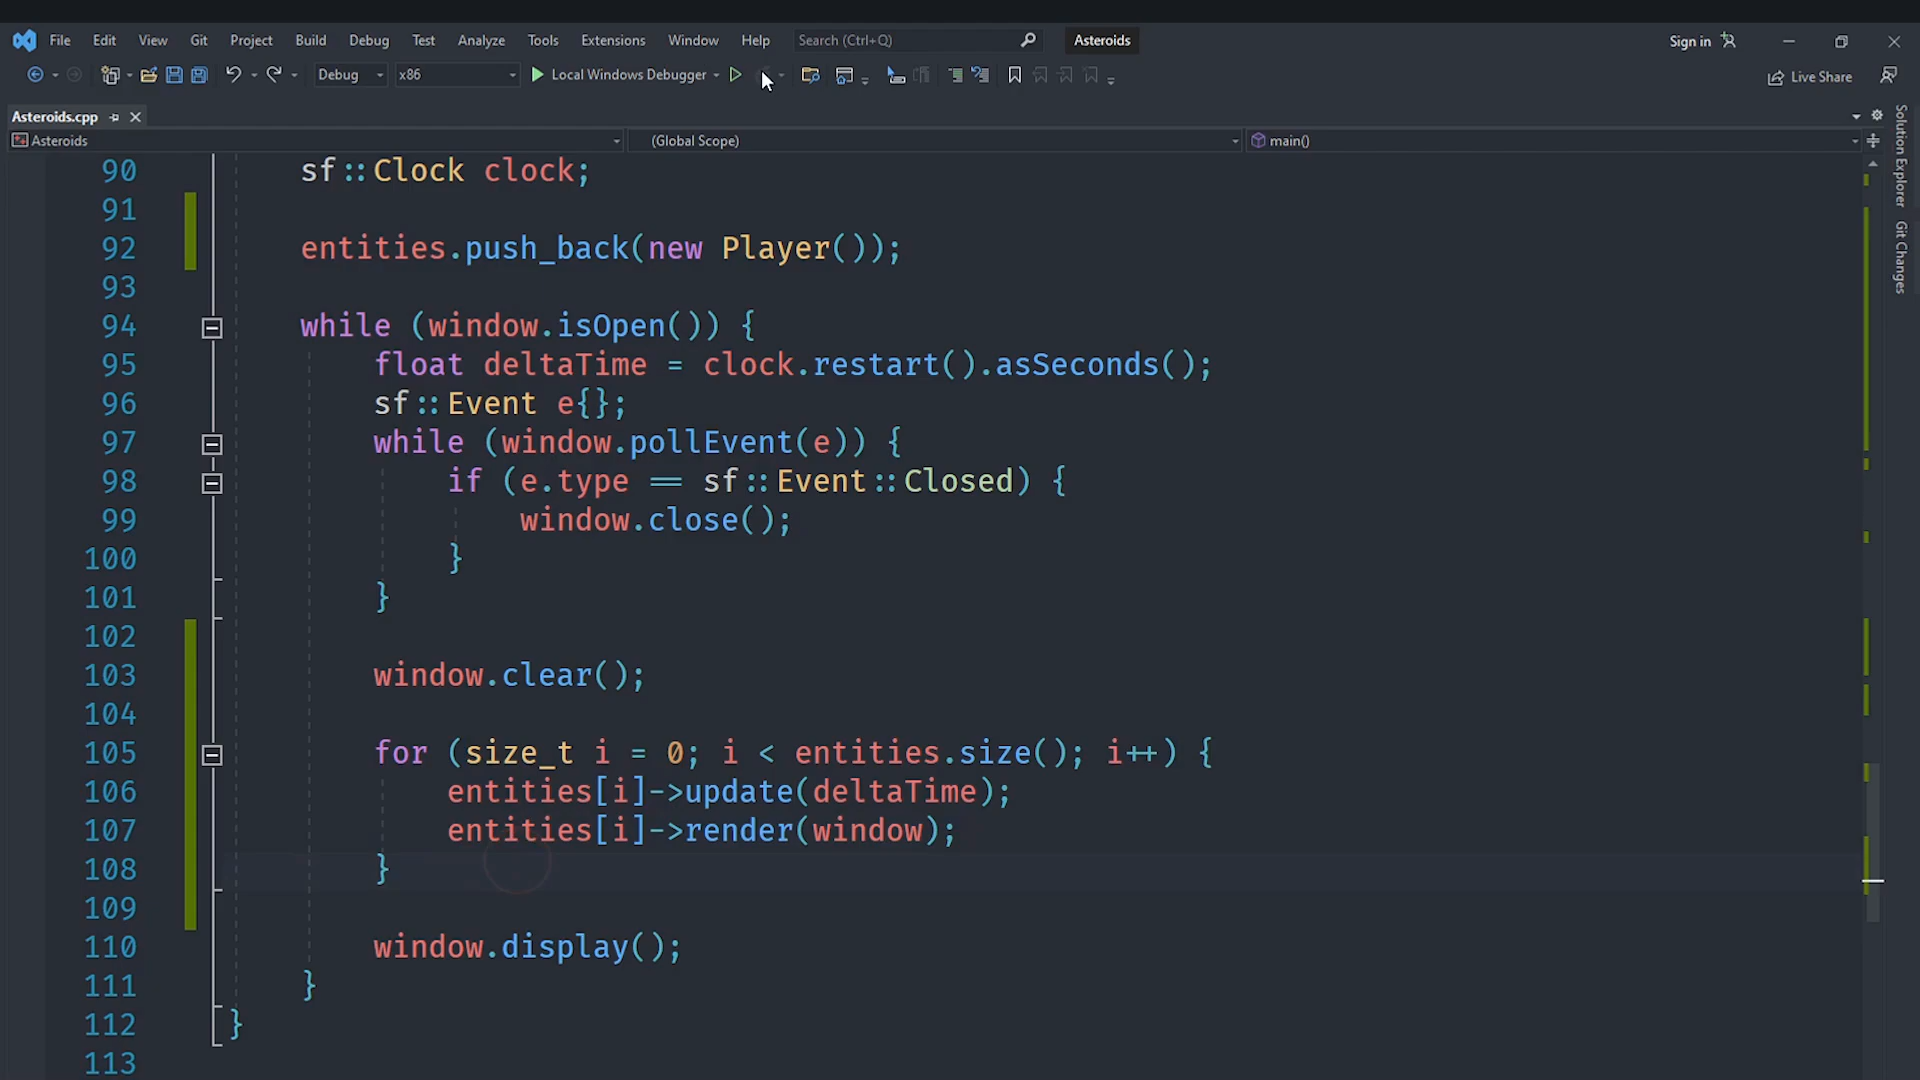 File Edit View Git Project Build Debug Test Analyze Tools Extensions Window Help Search (Ctrl+Q) Asteroids Sign in
Debug x86 Local Windows Debugger Live Share
Asteroids.cpp
Asteroids (Global Scope) main()
Solution Explorer
Git Changes
90 sf::Clock clock;
91
92 entities.push_back(new Player());
93
94 while (window.isOpen()) {
95 float deltaTime = clock.restart().asSeconds();
96 sf::Event e{};
97 while (window.pollEvent(e)) {
98 if (e.type == sf::Event::Closed) {
99 window.close();
100 }
101 }
102
103 window.clear();
104
105 for (size_t i = 0; i < entities.size(); i++) {
106 entities[i]->update(deltaTime);
107 entities[i]->render(window);
108 }
109
110 window.display();
111 }
112 }
113